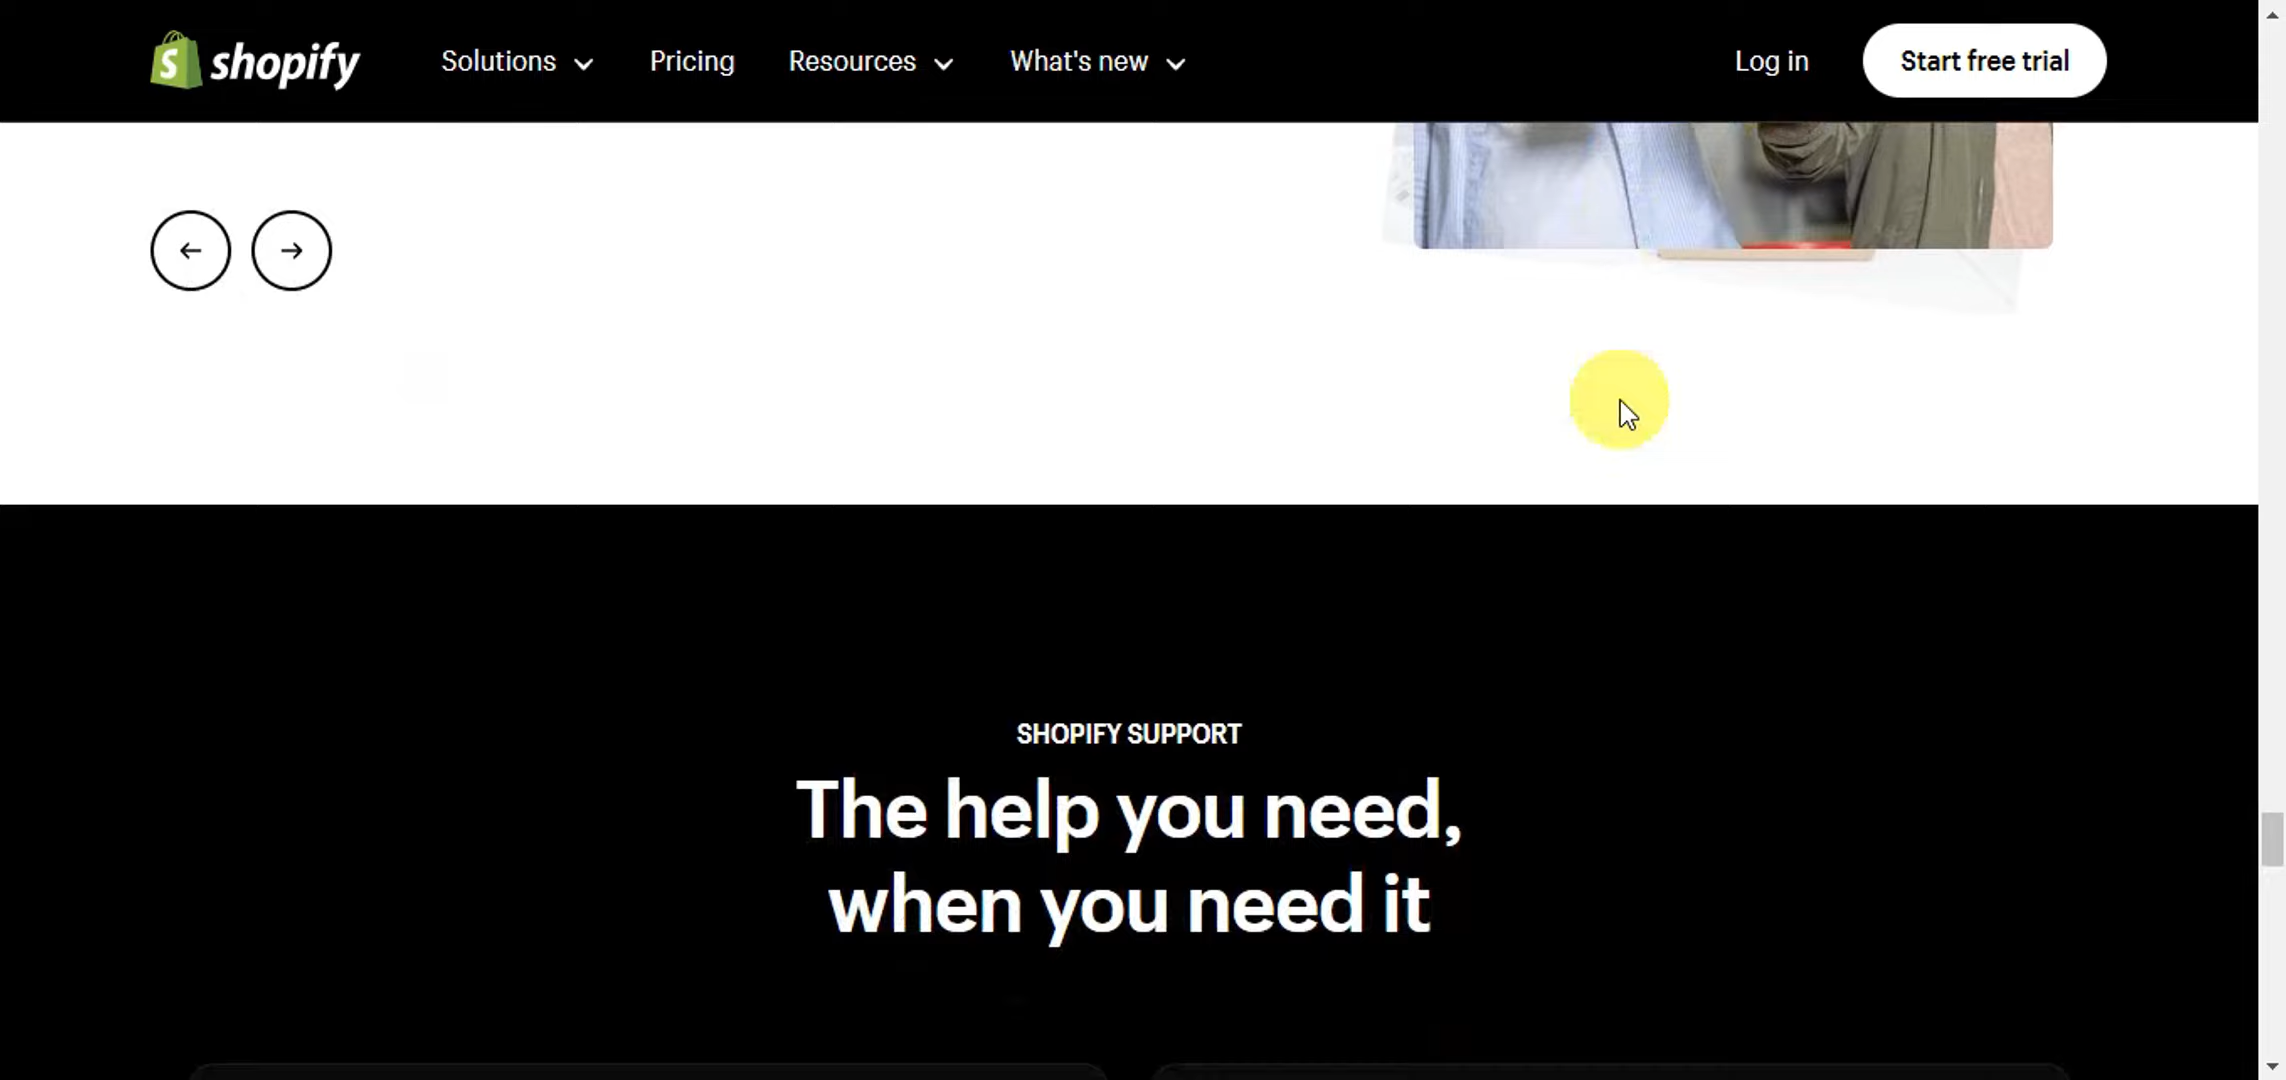 shopify
Solutions
Pricing
Resources
What's new
Log in
Start free trial
SHOPIFY SUPPORT
The help you need,
when you need it